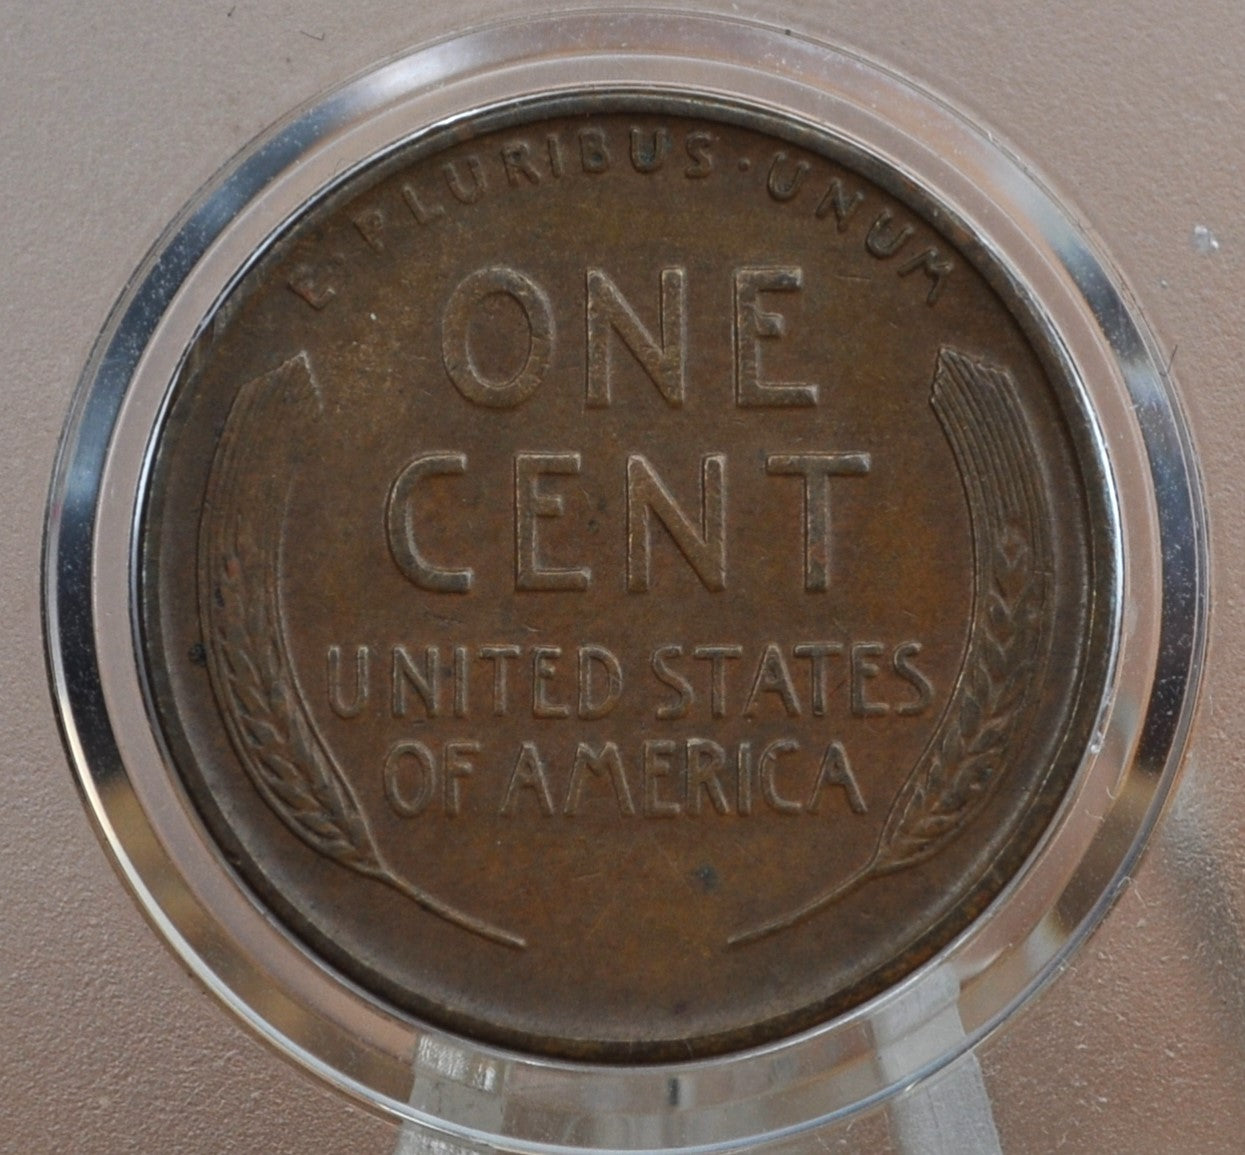 E·PLURIBUS·UNUM
ONE
CENT
UNITED STATES
OF AMERICA